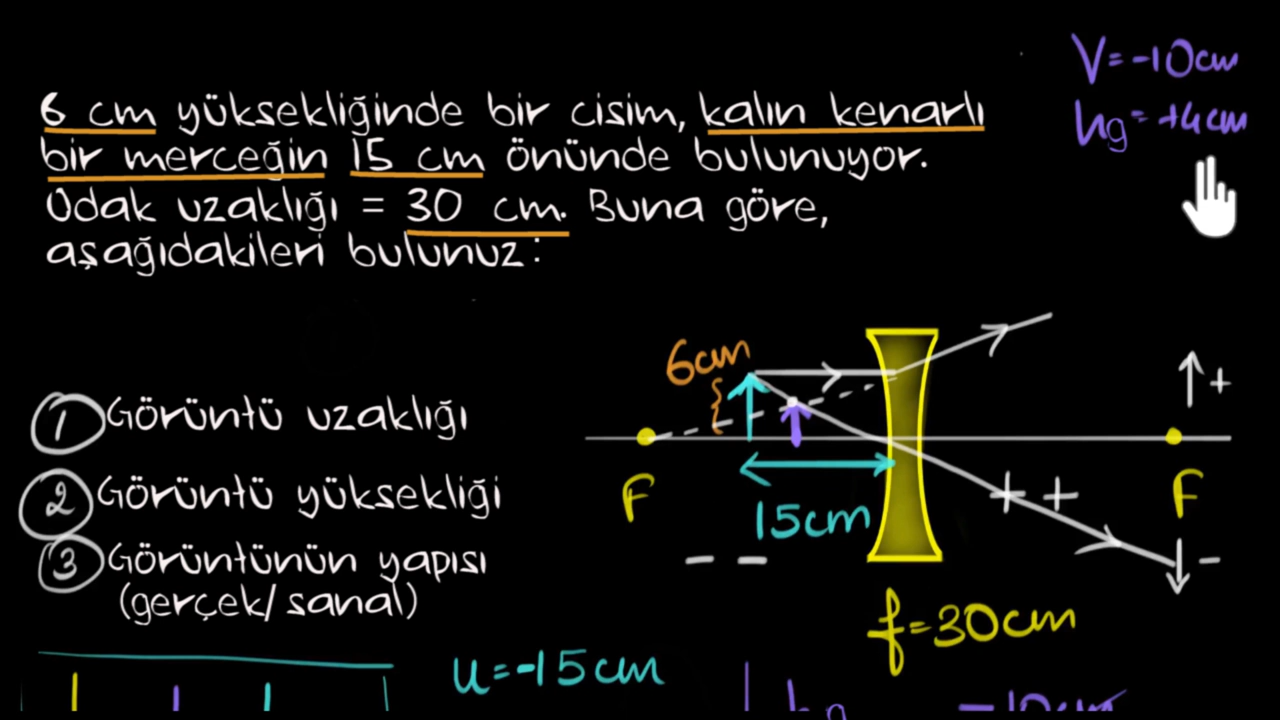 V=-10cm
hg=+4cm
6 cm yüksekliğinde bir cisim, kalın kenarlı
bir merceğin 15 cm önünde bulunuyor.
Odak uzaklığı = 30 cm. Buna göre,
aşağıdakileri bulunuz:
6cm
+
1 Görüntü uzaklığı
F
F
2 Görüntü yüksekliği
+ +
15cm
3 Görüntünün yapısı
(gerçek/sanal)
- -
-
f=30cm
u=-15cm
hg
-10cm